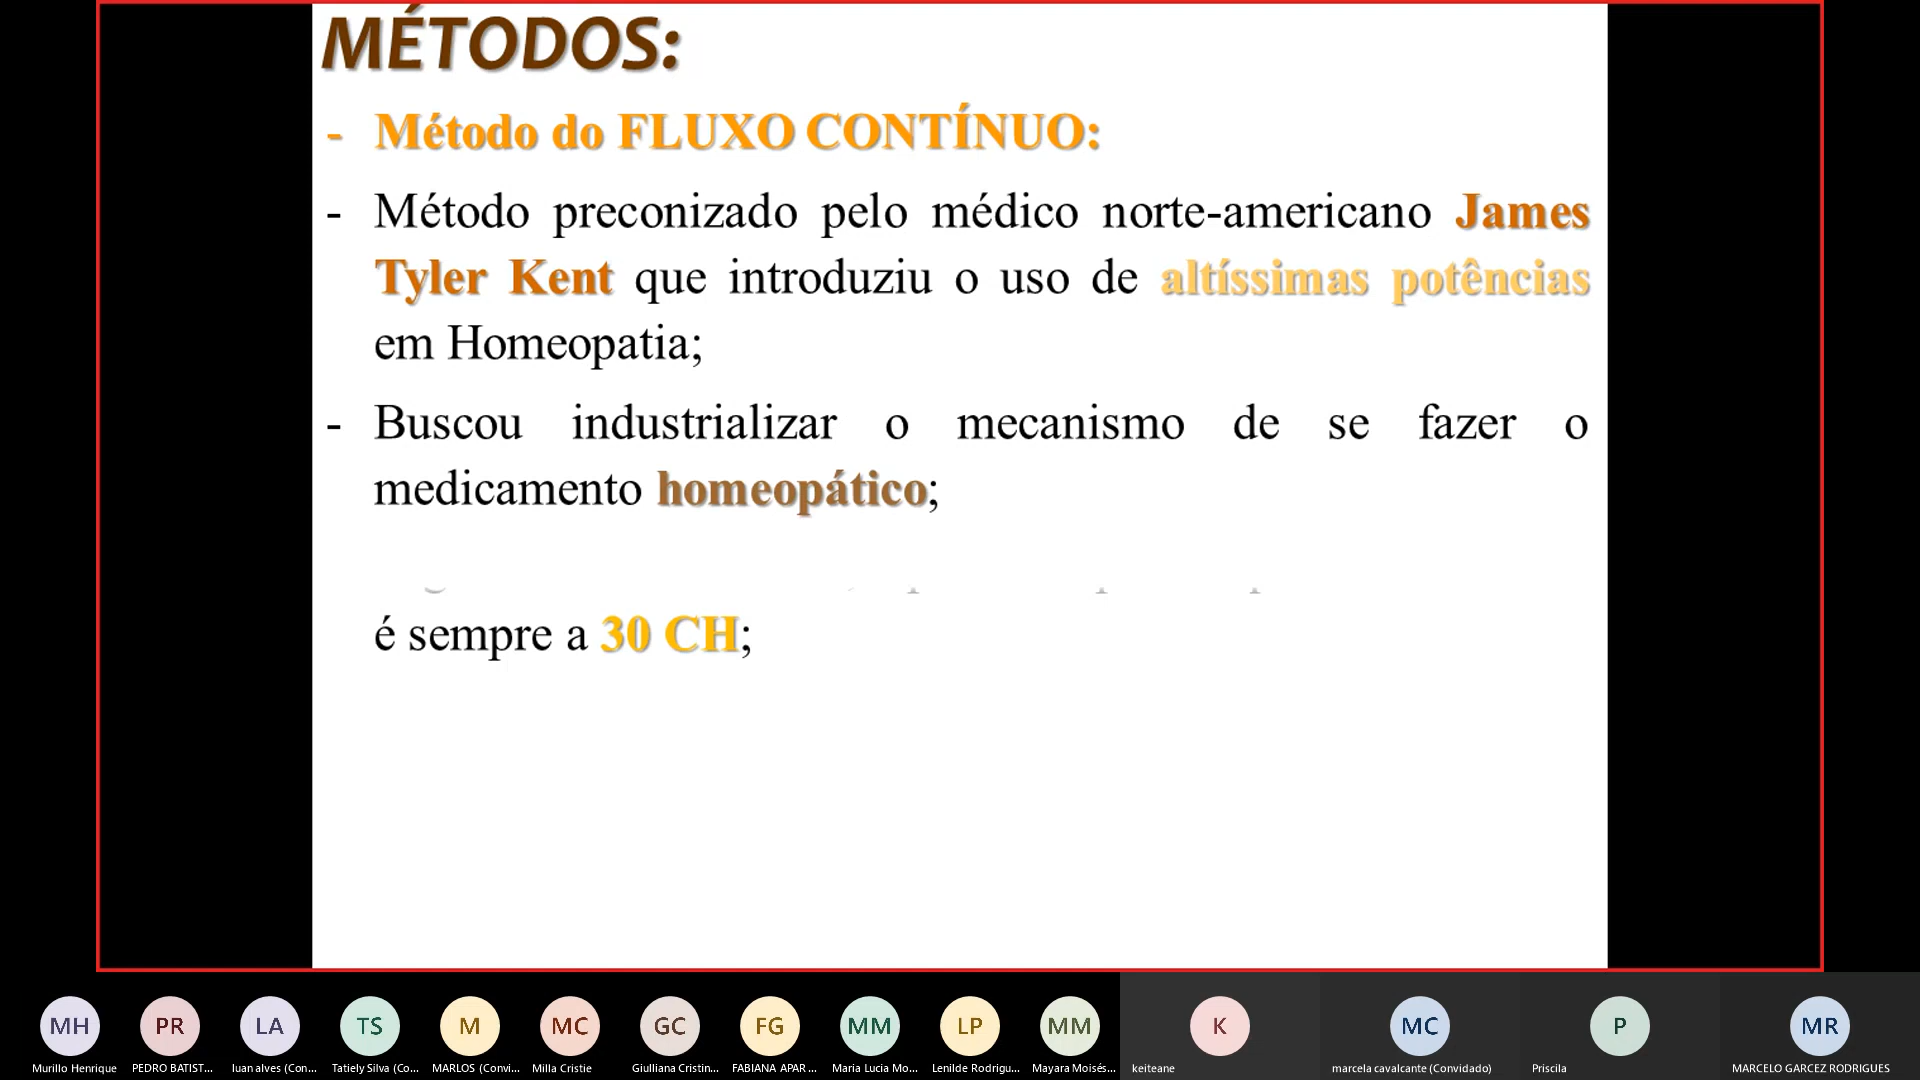 MÉTODOS:
- Método do FLUXO CONTÍNUO:
- Método preconizado pelo médico norte-americano James
Tyler Kent que introduziu o uso de altíssimas potências
em Homeopatia;
- Buscou industrializar o mecanismo de se fazer o
medicamento homeopático;
é sempre a 30 CH;
MH PR LA TS M MC GC FG MM LP MM K MC P MR
Murillo Henrique PEDRO BATIST... luan alves (Con... Tatiely Silva (Co... MARLOS (Convi... Milla Cristie Giulliana Cristin... FABIANA APAR ... Maria Lucia Mo... Lenilde Rodrigu... Mayara Moisés... keiteane marcela cavalcante (Convidado) Priscila MARCELO GARCEZ RODRIGUES